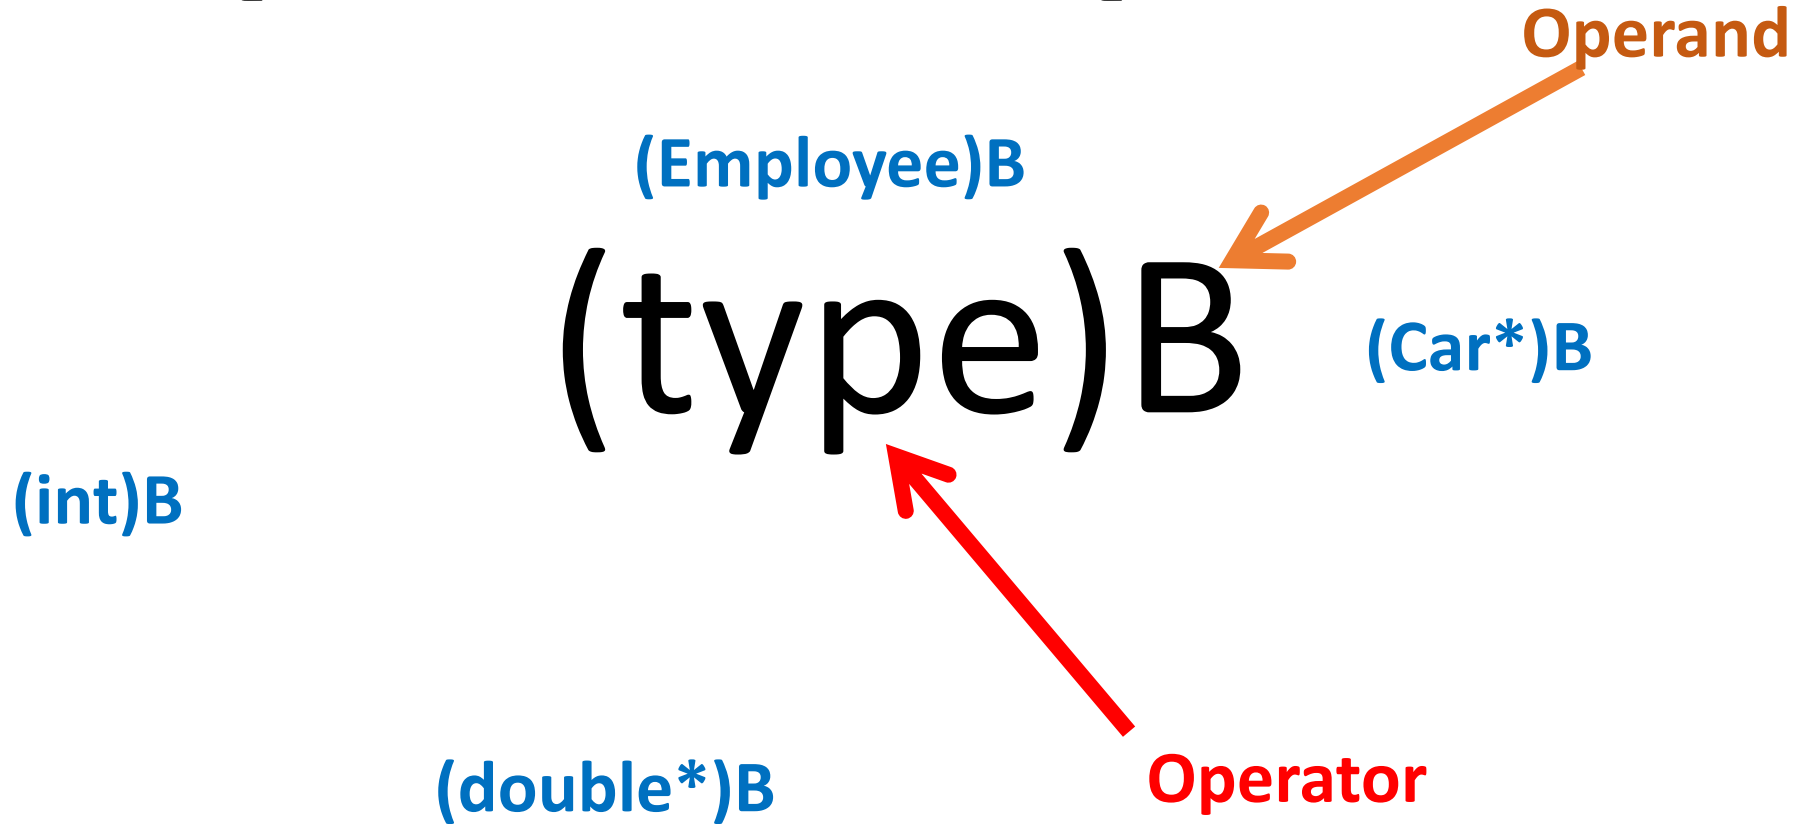 Operand
(Employee)B
(type)B
(Car*)B
(int)B
(double*)B
Operator